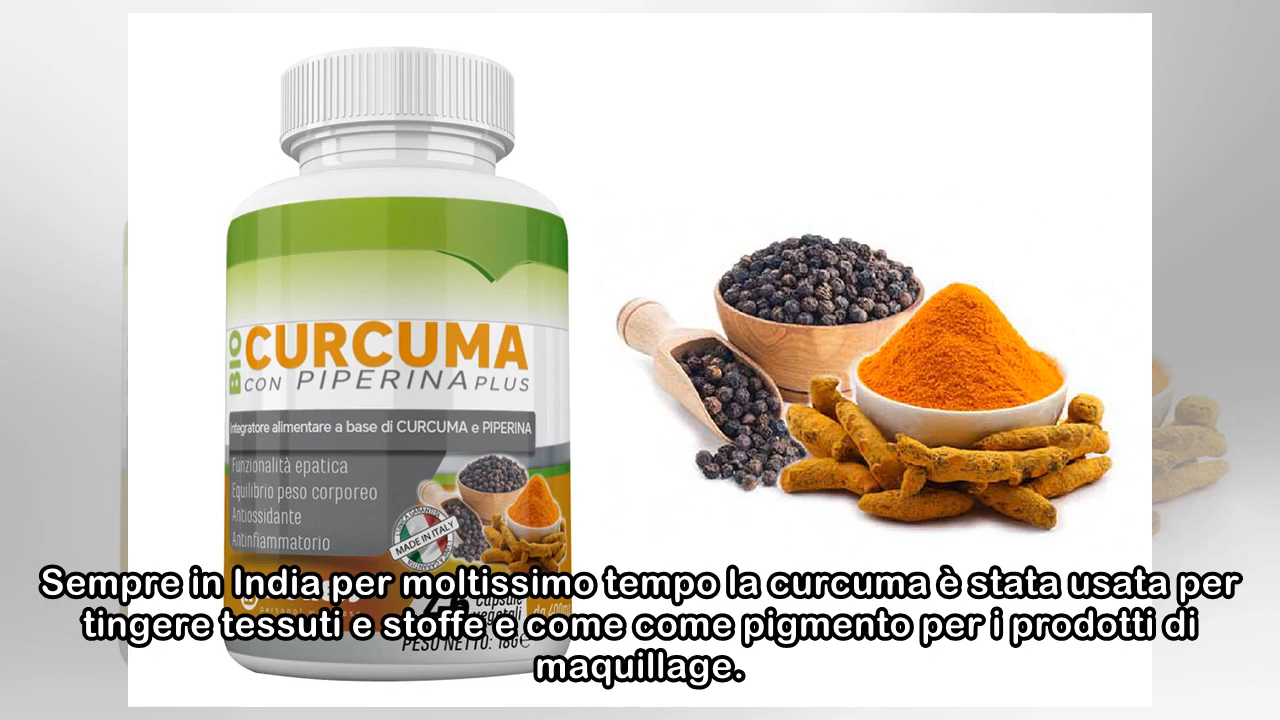 BIO
CURCUMA
CON PIPERINA PLUS
Integratore alimentare a base di CURCUMA e PIPERINA
Funzionalità epatica
Equilibrio peso corporeo
Antiossidante
Antinfiammatorio
MADE IN ITALY
capsule
vegetali
PESO NETTO:
Sempre in India per moltissimo tempo la curcuma è stata usata per
tingere tessuti e stoffe e come come pigmento per i prodotti di
maquillage.